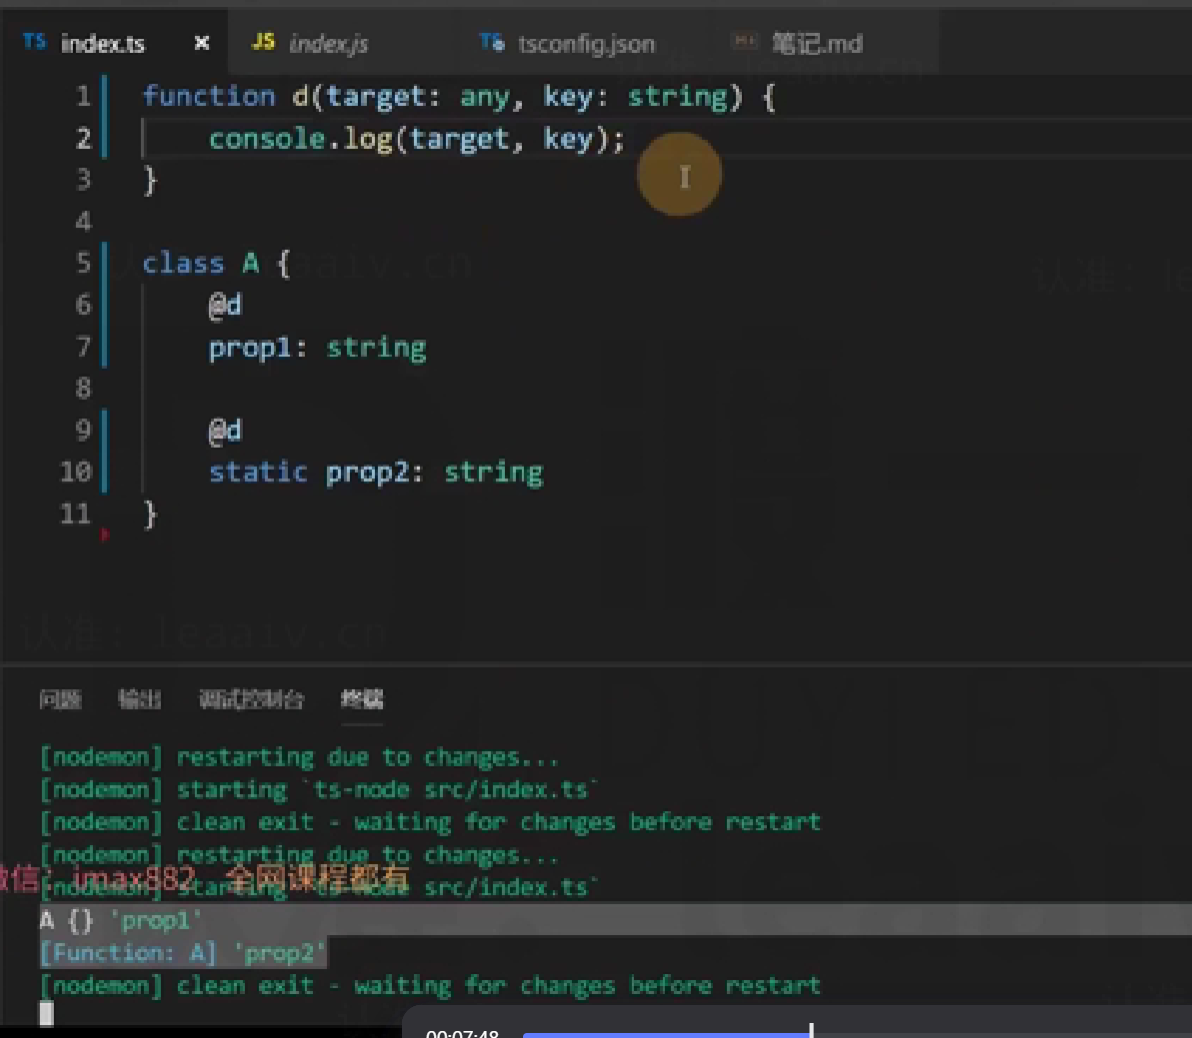 TS index.ts × JS index.js TS tsconfig.json 笔记.md
1 function d(target: any, key: string) {
2 console.log(target, key);
3 }
4
5 class A {
6 @d
7 prop1: string
8
9 @d
10 static prop2: string
11 }
认准: leaaiv.cn
问题 输出 调试控制台 终端
[nodemon] restarting due to changes...
[nodemon] starting `ts-node src/index.ts`
[nodemon] clean exit - waiting for changes before restart
[nodemon] restarting due to changes...
微信: imax882 全网课程都有
[nodemon] starting `ts-node src/index.ts`
A {} 'prop1'
[Function: A] 'prop2'
[nodemon] clean exit - waiting for changes before restart
00:07:48